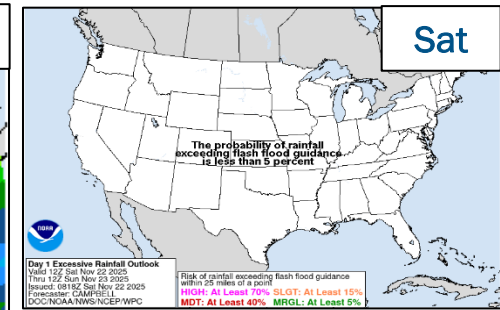 Sat
The probability of rainfall
exceeding flash flood guidance
is less than 5 percent
NOAA
Day 1 Excessive Rainfall Outlook
Valid 12Z Sat Nov 22 2025
Thru 12Z Sun Nov 23 2025
Issued: 0818Z Sat Nov 22 2025
Forecaster: CAMPBELL
DOC/NOAA/NWS/NCEP/WPC
Risk of rainfall exceeding flash flood guidance
within 25 miles of a point
HIGH: At Least 70% SLGT: At Least 15%
MDT: At Least 40% MRGL: At Least 5%